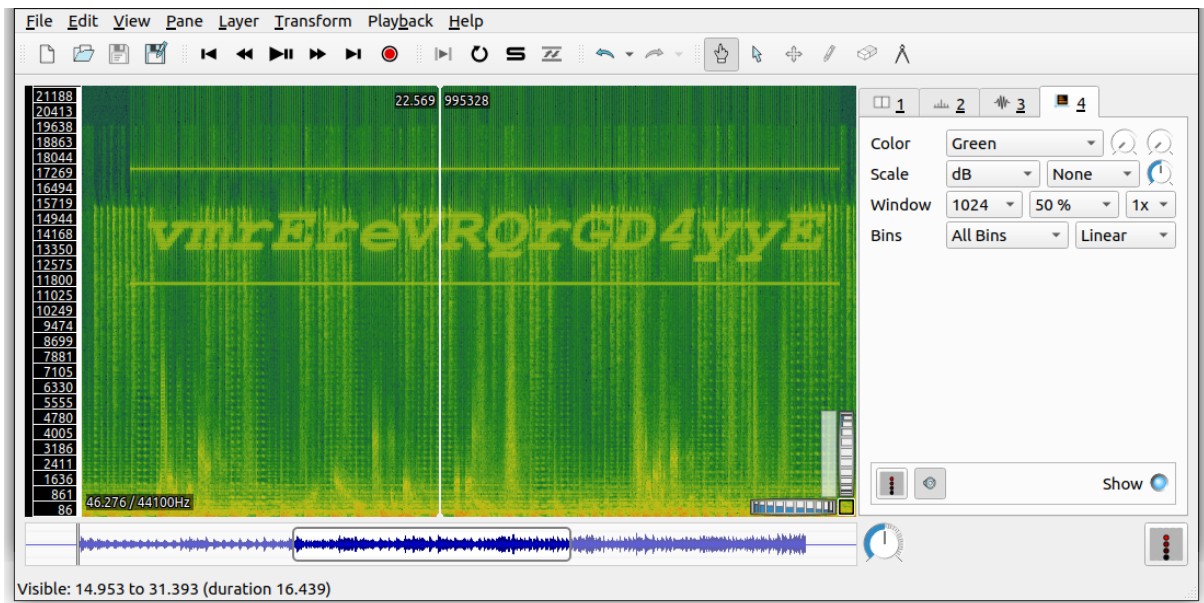 File Edit View Pane Layer Transform Playback Help
22.569 995328
21188
20413
19638
18863
18044
17269
16494
15719
14944
14168
13350
12575
11800
11025
10249
9474
8699
7881
7105
6330
5555
4780
4005
3186
2411
1636
861
86
vmrEreVRQrGD4yyE
46.276 / 44100Hz
1 2 3 4
Color Green
Scale dB None
Window 1024 50 % 1x
Bins All Bins Linear
Show
Visible: 14.953 to 31.393 (duration 16.439)